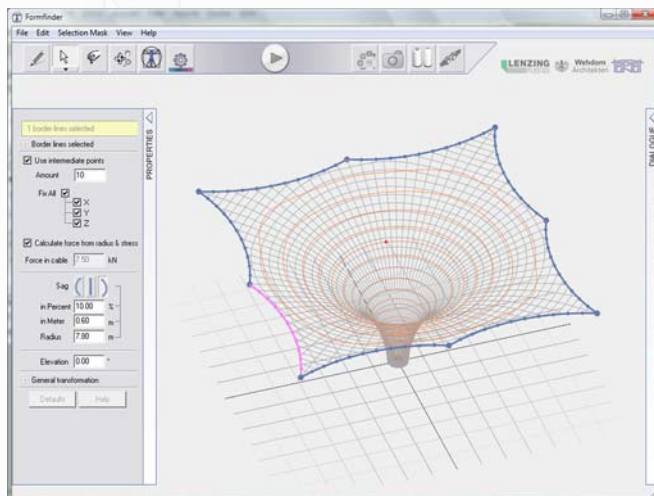 Formfinder
File Edit Selection Mask View Help
LENZING Wehdorn
PLASTICS Architekten
1 border lines selected
Border lines selected
Use intermediate points
Amount 10
Fix All
X
Y
Z
Calculate force from radius & stress
Force in cable 7.50 kN
Sag
in Percent 10.00 %
in Meter 0.60 m
Radius 7.80 m
Elevation 0.00 °
General transformation
Defaults Help
PROPERTIES
DIALOGUE